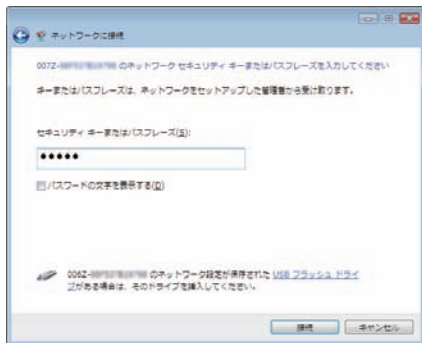 ネットワークに接続
007Z- のネットワーク セキュリティ キーまたはパスフレーズを入力してください
キーまたはパスフレーズは、ネットワークをセットアップした管理者から受け取ります。
セキュリティ キーまたはパスフレーズ(S):
●●●●●
パスワードの文字を表示する(D)
006Z- のネットワーク設定が保存された USB フラッシュ ドライ
ブがある場合は、そのドライブを挿入してください。
接続 キャンセル